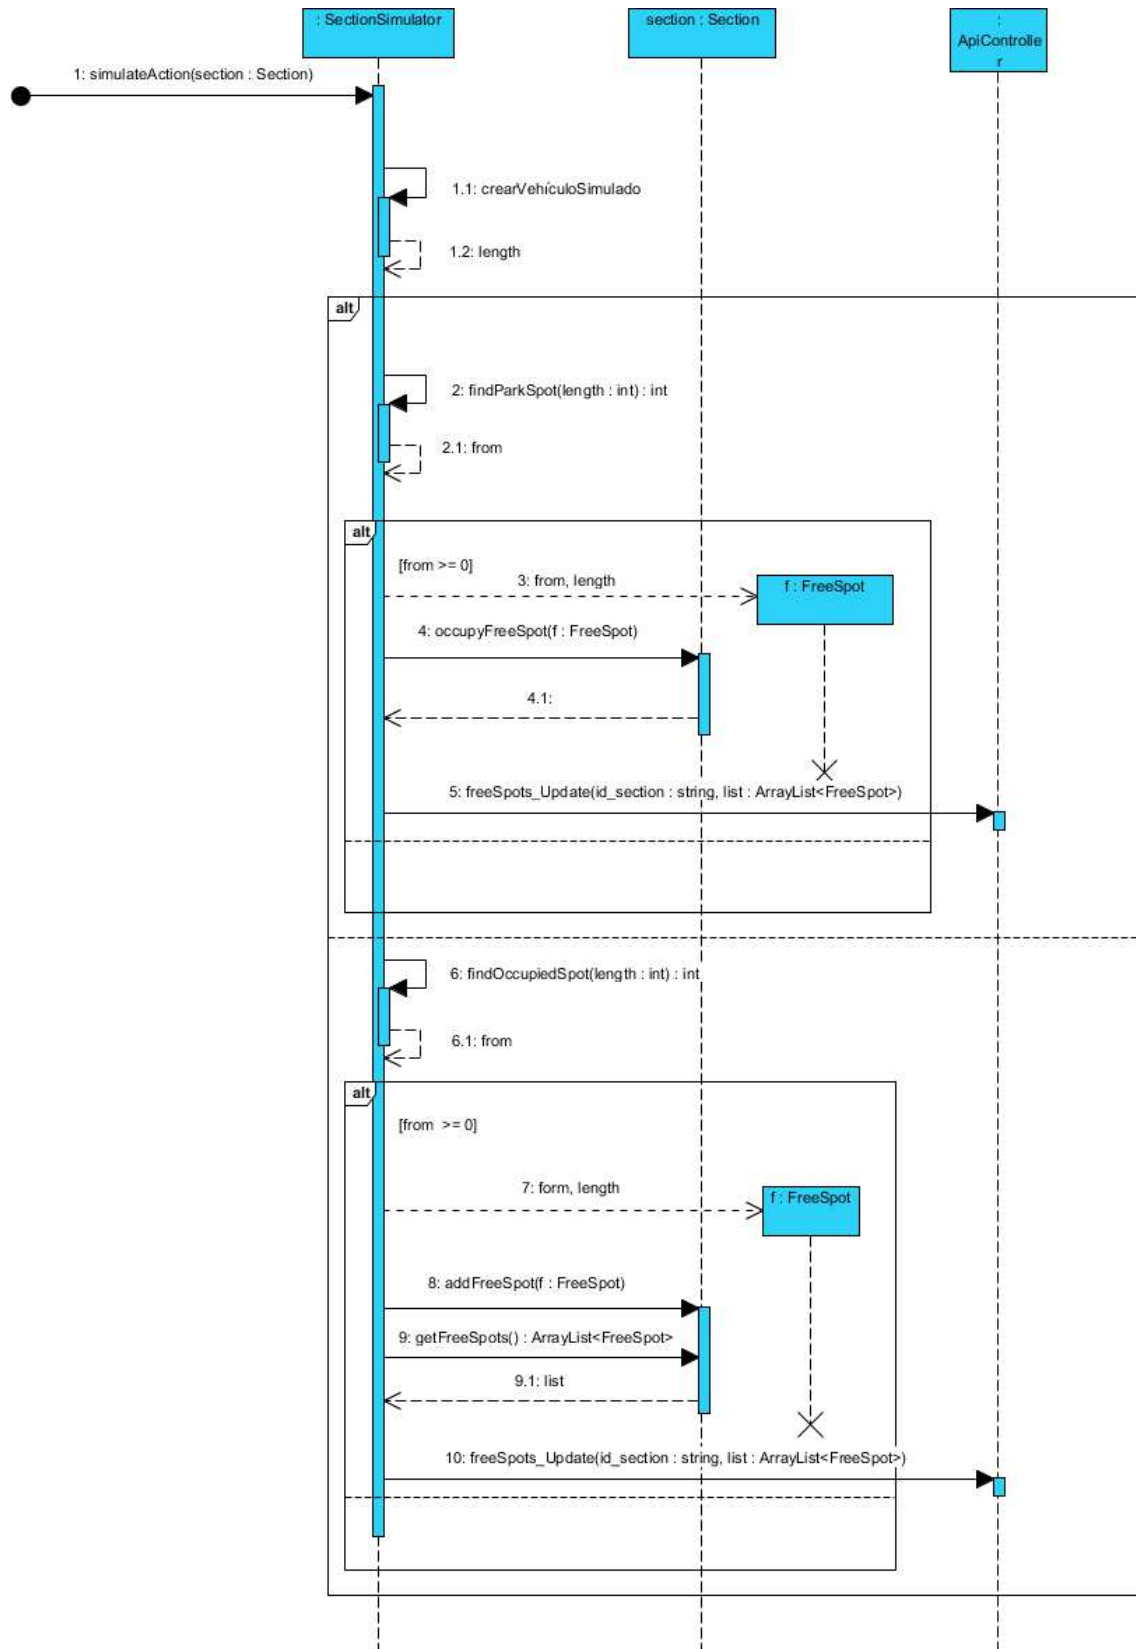 : SectionSimulator
section : Section
:
ApiControlle
r
1: simulateAction(section : Section)
1.1: crearVehículoSimulado
1.2: length
alt
2: findParkSpot(length : int) : int
2.1: from
alt
[from >= 0]
3: from, length
f : FreeSpot
4: occupyFreeSpot(f : FreeSpot)
4.1:
5: freeSpots_Update(id_section : string, list : ArrayList<FreeSpot>)
6: findOccupiedSpot(length : int) : int
6.1: from
alt
[from >= 0]
7: form, length
f : FreeSpot
8: addFreeSpot(f : FreeSpot)
9: getFreeSpots() : ArrayList<FreeSpot>
9.1: list
10: freeSpots_Update(id_section : string, list : ArrayList<FreeSpot>)